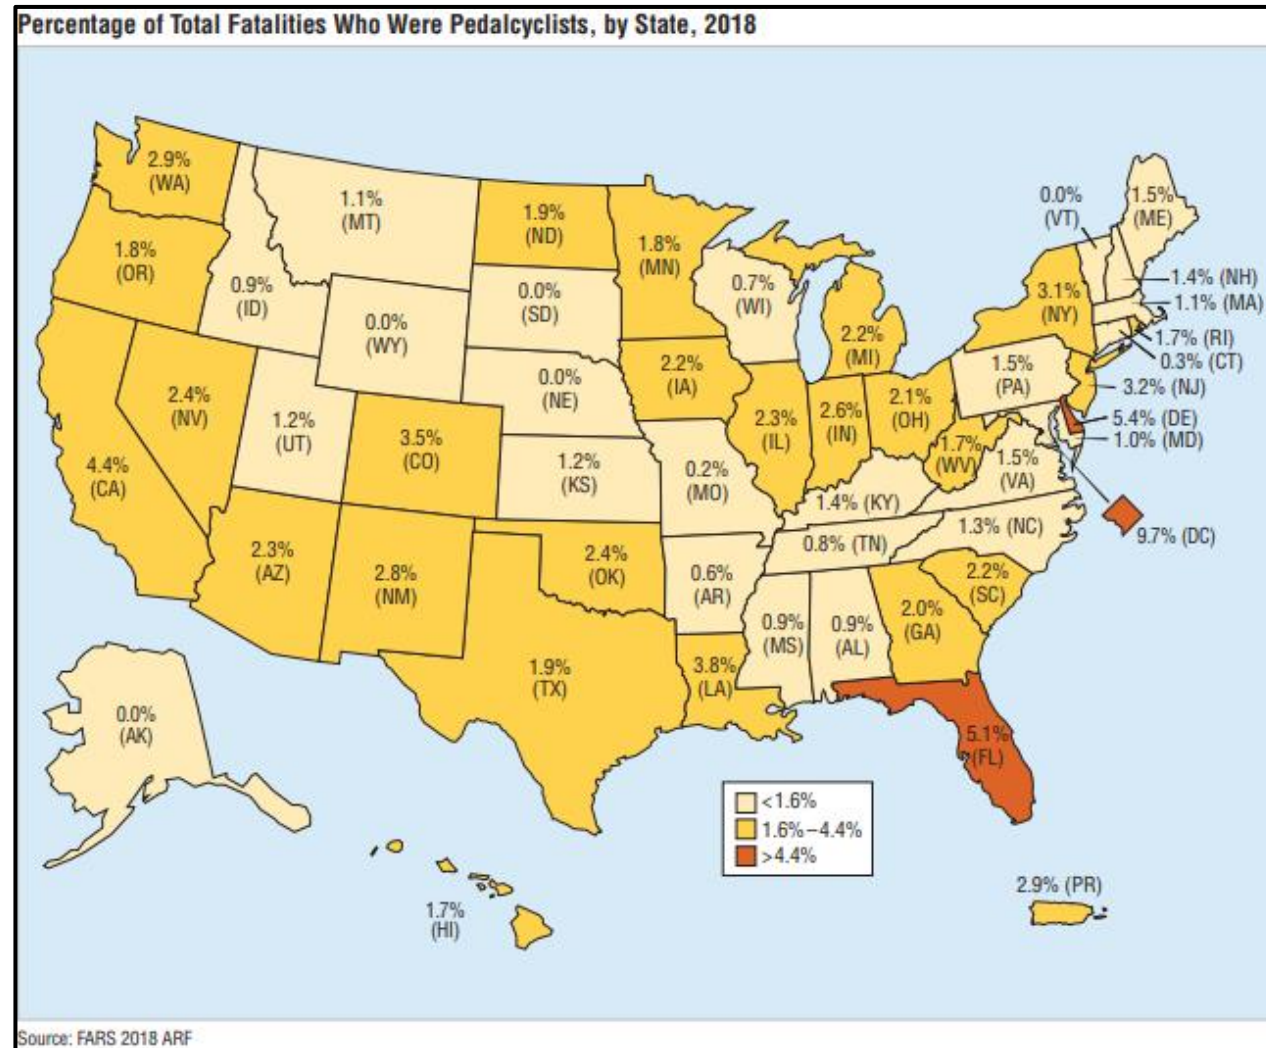 Percentage of Total Fatalities Who Were Pedalcyclists, by State, 2018
2.9%
(WA)
1.1%
(MT)
1.9%
(ND)
1.8%
(MN)
0.0%
(VT)
1.5%
(ME)
1.8%
(OR)
0.9%
(ID)
0.0%
(SD)
0.7%
(WI)
3.1%
(NY)
1.4% (NH)
1.1% (MA)
1.7% (RI)
0.3% (CT)
0.0%
(WY)
2.2%
(MI)
1.5%
(PA)
3.2% (NJ)
5.4% (DE)
1.0% (MD)
2.4%
(NV)
1.2%
(UT)
0.0%
(NE)
2.2%
(IA)
2.3%
(IL)
2.6%
(IN)
2.1%
(OH)
1.7%
(WV)
1.5%
(VA)
4.4%
(CA)
3.5%
(CO)
1.2%
(KS)
0.2%
(MO)
1.4% (KY)
1.3% (NC)
9.7% (DC)
2.3%
(AZ)
2.8%
(NM)
2.4%
(OK)
0.6%
(AR)
0.8% (TN)
2.2%
(SC)
0.9%
(MS)
0.9%
(AL)
2.0%
(GA)
1.9%
(TX)
3.8%
(LA)
5.1%
(FL)
0.0%
(AK)
<1.6%
1.6%–4.4%
>4.4%
1.7%
(HI)
2.9% (PR)
Source: FARS 2018 ARF